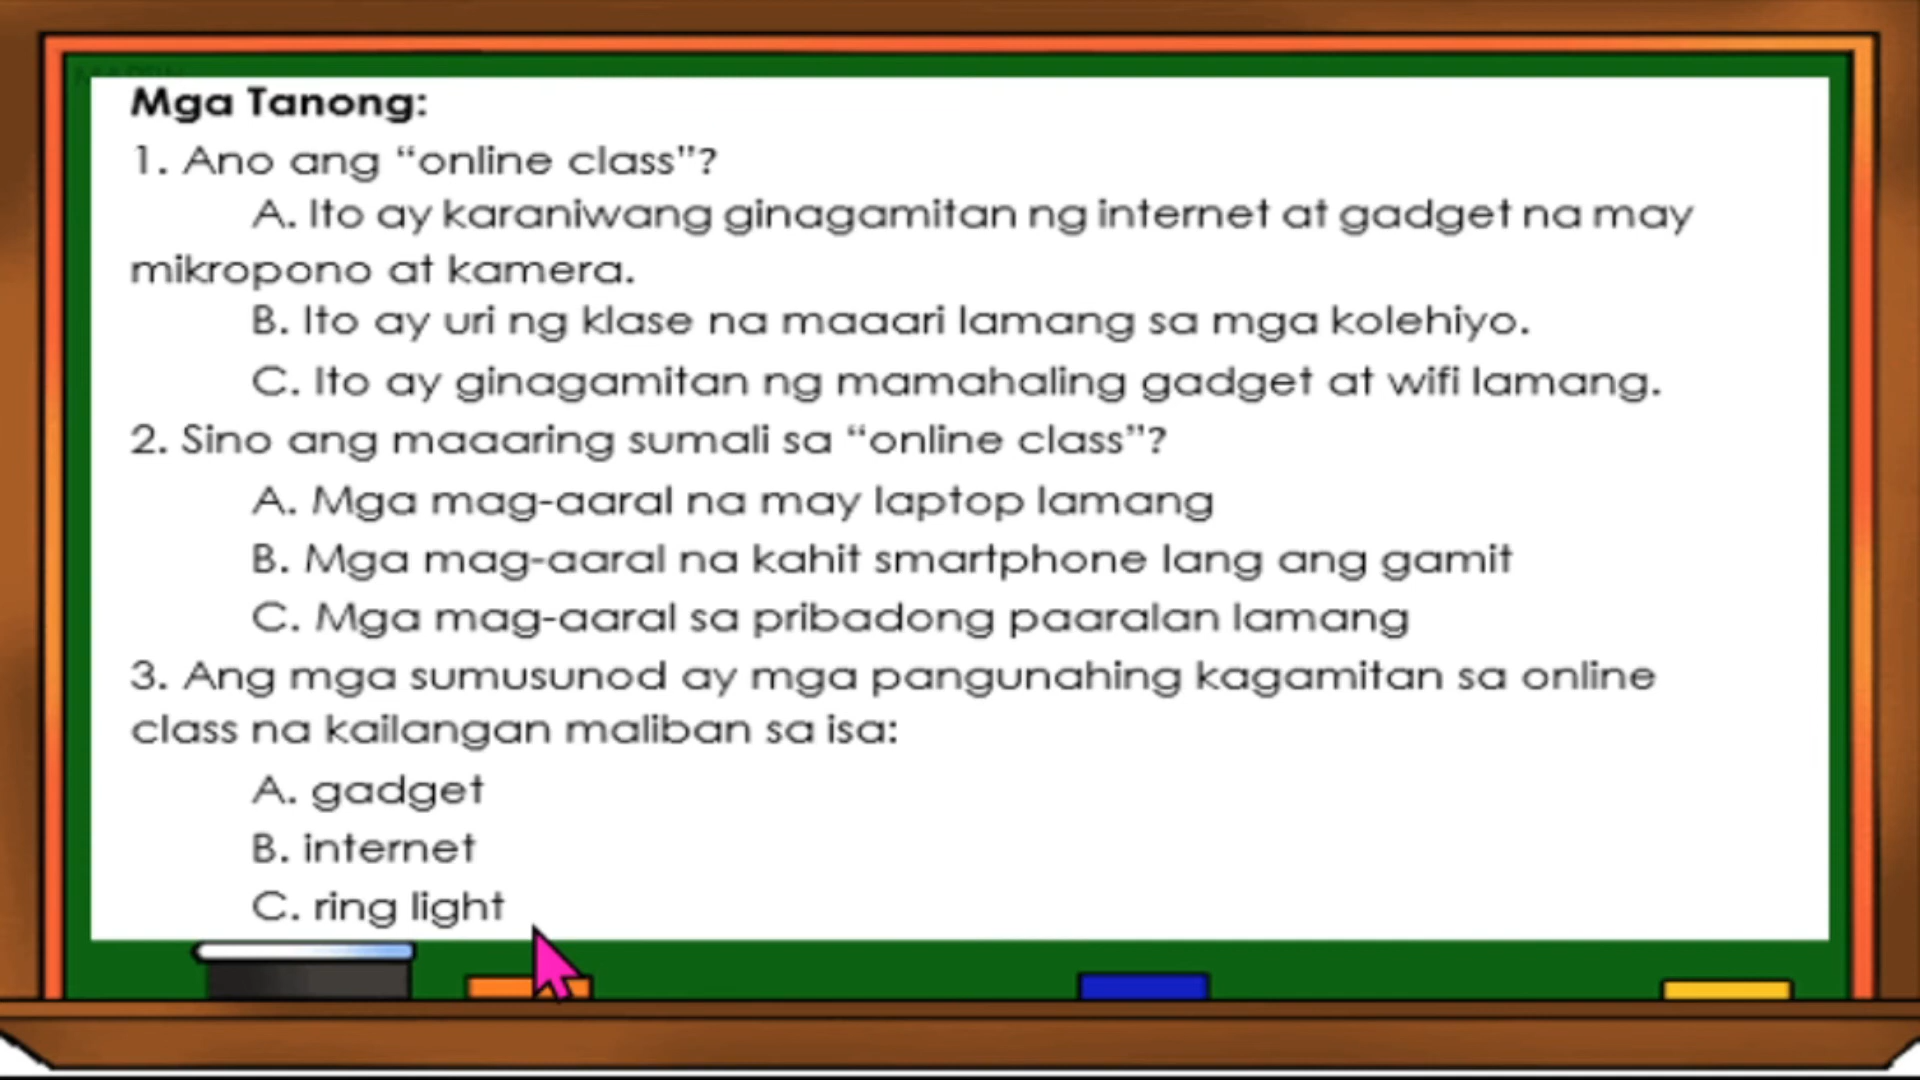 Mga Tanong:
1. Ano ang “online class”?
A. Ito ay karaniwang ginagamitan ng internet at gadget na may
mikropono at kamera.
B. Ito ay uri ng klase na maaari lamang sa mga kolehiyo.
C. Ito ay ginagamitan ng mamahaling gadget at wifi lamang.
2. Sino ang maaaring sumali sa “online class”?
A. Mga mag-aaral na may laptop lamang
B. Mga mag-aaral na kahit smartphone lang ang gamit
C. Mga mag-aaral sa pribadong paaralan lamang
3. Ang mga sumusunod ay mga pangunahing kagamitan sa online
class na kailangan maliban sa isa:
A. gadget
B. internet
C. ring light